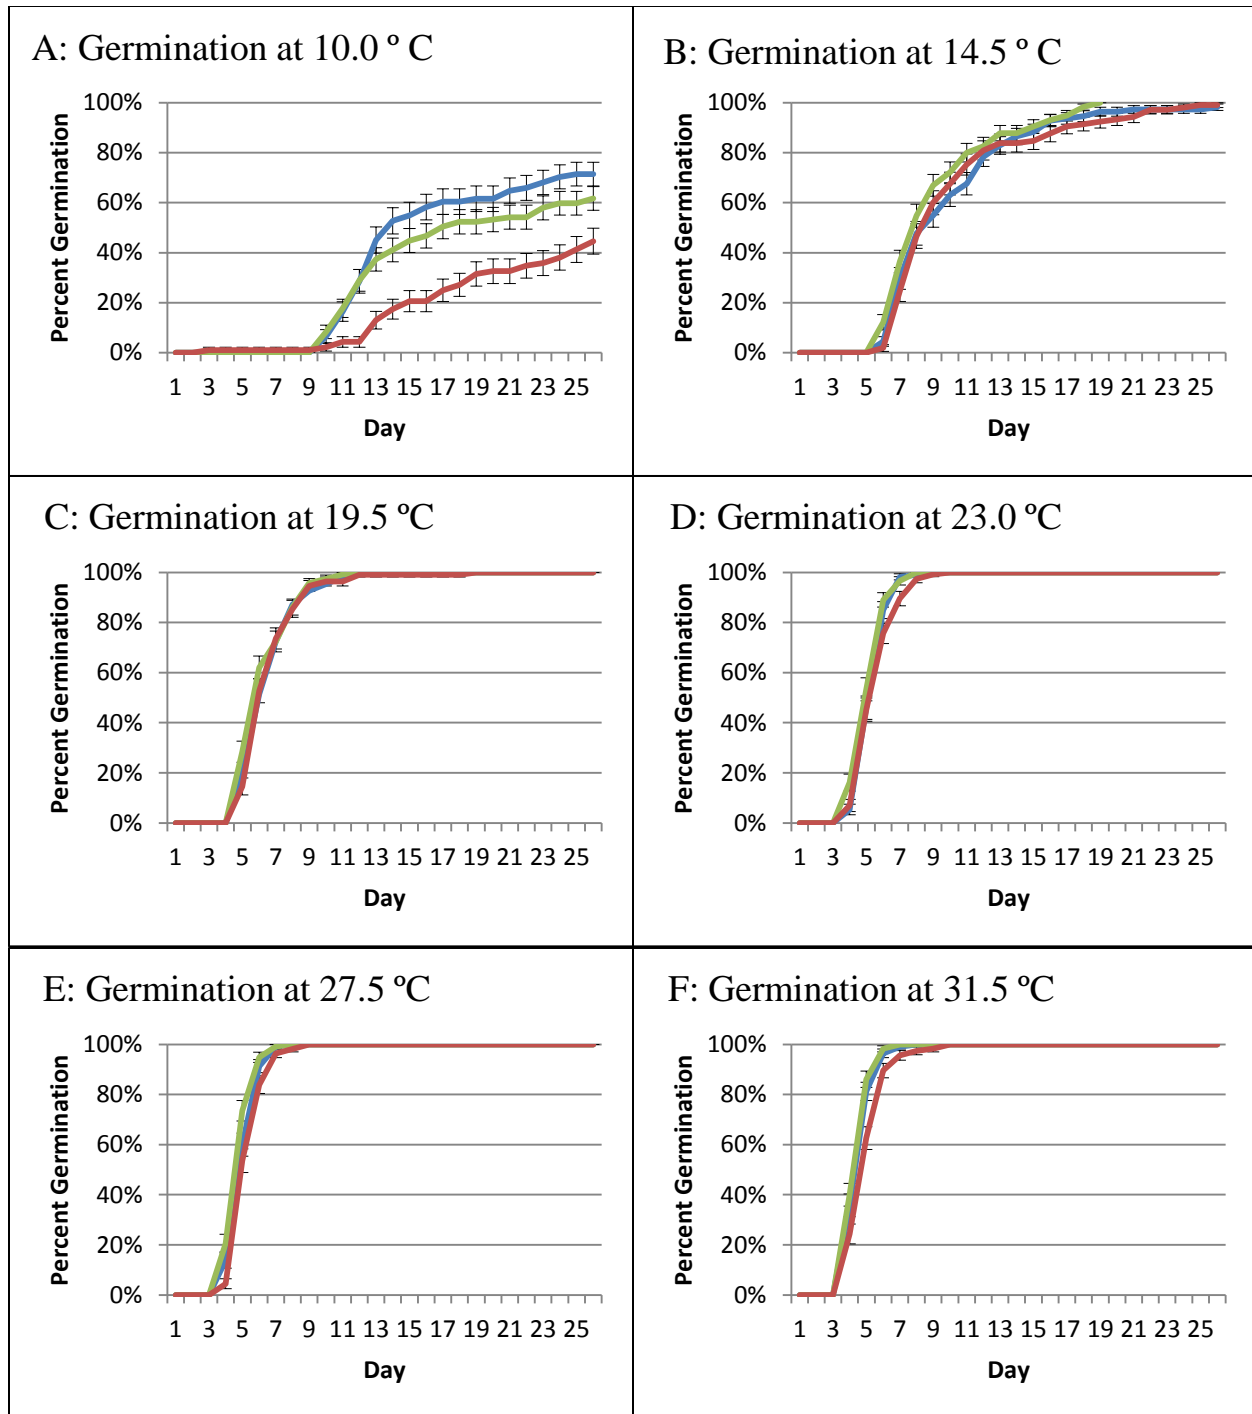 A: Germination at 10.0 º C
100%
80%
60%
40%
20%
0%
Percent Germination
1 3 5 7 9 11 13 15 17 19 21 23 25
Day
B: Germination at 14.5 º C
100%
80%
60%
40%
20%
0%
Percent Germination
1 3 5 7 9 11 13 15 17 19 21 23 25
Day
C: Germination at 19.5 ºC
100%
80%
60%
40%
20%
0%
Percent Germination
1 3 5 7 9 11 13 15 17 19 21 23 25
Day
D: Germination at 23.0 ºC
100%
80%
60%
40%
20%
0%
Percent Germination
1 3 5 7 9 11 13 15 17 19 21 23 25
Day
E: Germination at 27.5 ºC
100%
80%
60%
40%
20%
0%
Percent Germination
1 3 5 7 9 11 13 15 17 19 21 23 25
Day
F: Germination at 31.5 ºC
100%
80%
60%
40%
20%
0%
Percent Germination
1 3 5 7 9 11 13 15 17 19 21 23 25
Day